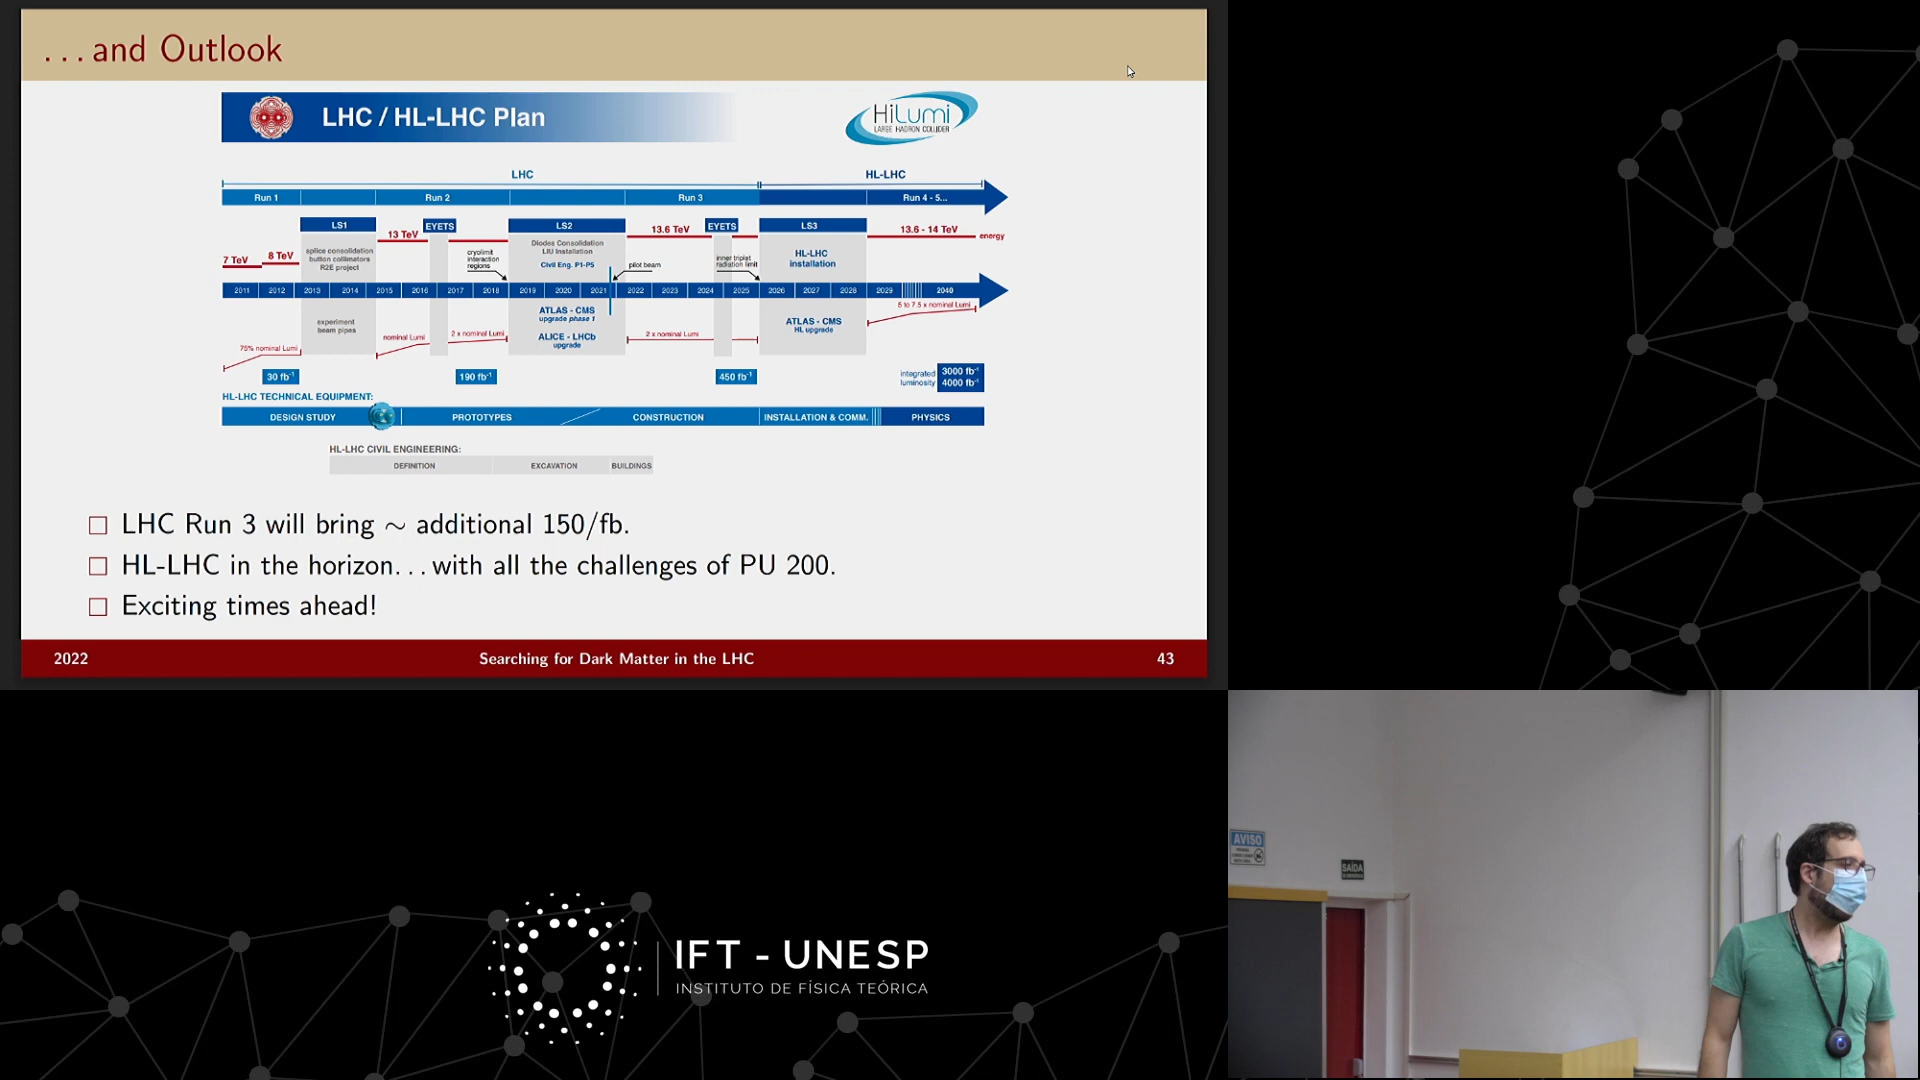 . . . and Outlook
LHC / HL-LHC Plan
HiLumi
LARGE HADRON COLLIDER
LHC
HL-LHC
Run 1
Run 2
Run 3
Run 4 - 5...
LS1
EYETS
LS2
EYETS
LS3
7 TeV
8 TeV
13 TeV
13.6 TeV
13.6 - 14 TeV
energy
splice consolidation
button collimators
R2E project
cryolimit
interaction
regions
Diodes Consolidation
LIU Installation
Civil Eng. P1-P5
pilot beam
inner triplet
radiation limit
HL-LHC
installation
2011 2012 2013 2014 2015 2016 2017 2018 2019 2020 2021 2022 2023 2024 2025 2026 2027 2028 2029 2040
experiment
beam pipes
75% nominal Lumi
nominal Lumi
2 x nominal Lumi
ATLAS - CMS
upgrade phase 1
ALICE - LHCb
upgrade
2 x nominal Lumi
ATLAS - CMS
HL upgrade
5 to 7.5 x nominal Lumi
30 fb⁻¹
190 fb⁻¹
450 fb⁻¹
integrated
luminosity
3000 fb⁻¹
4000 fb⁻¹
HL-LHC TECHNICAL EQUIPMENT:
DESIGN STUDY
PROTOTYPES
CONSTRUCTION
INSTALLATION & COMM.
PHYSICS
HL-LHC CIVIL ENGINEERING:
DEFINITION
EXCAVATION
BUILDINGS
LHC Run 3 will bring ∼ additional 150/fb.
HL-LHC in the horizon. . . with all the challenges of PU 200.
Exciting times ahead!
2022
Searching for Dark Matter in the LHC
43
AVISO
SAÍDA
IFT - UNESP
INSTITUTO DE FÍSICA TEÓRICA